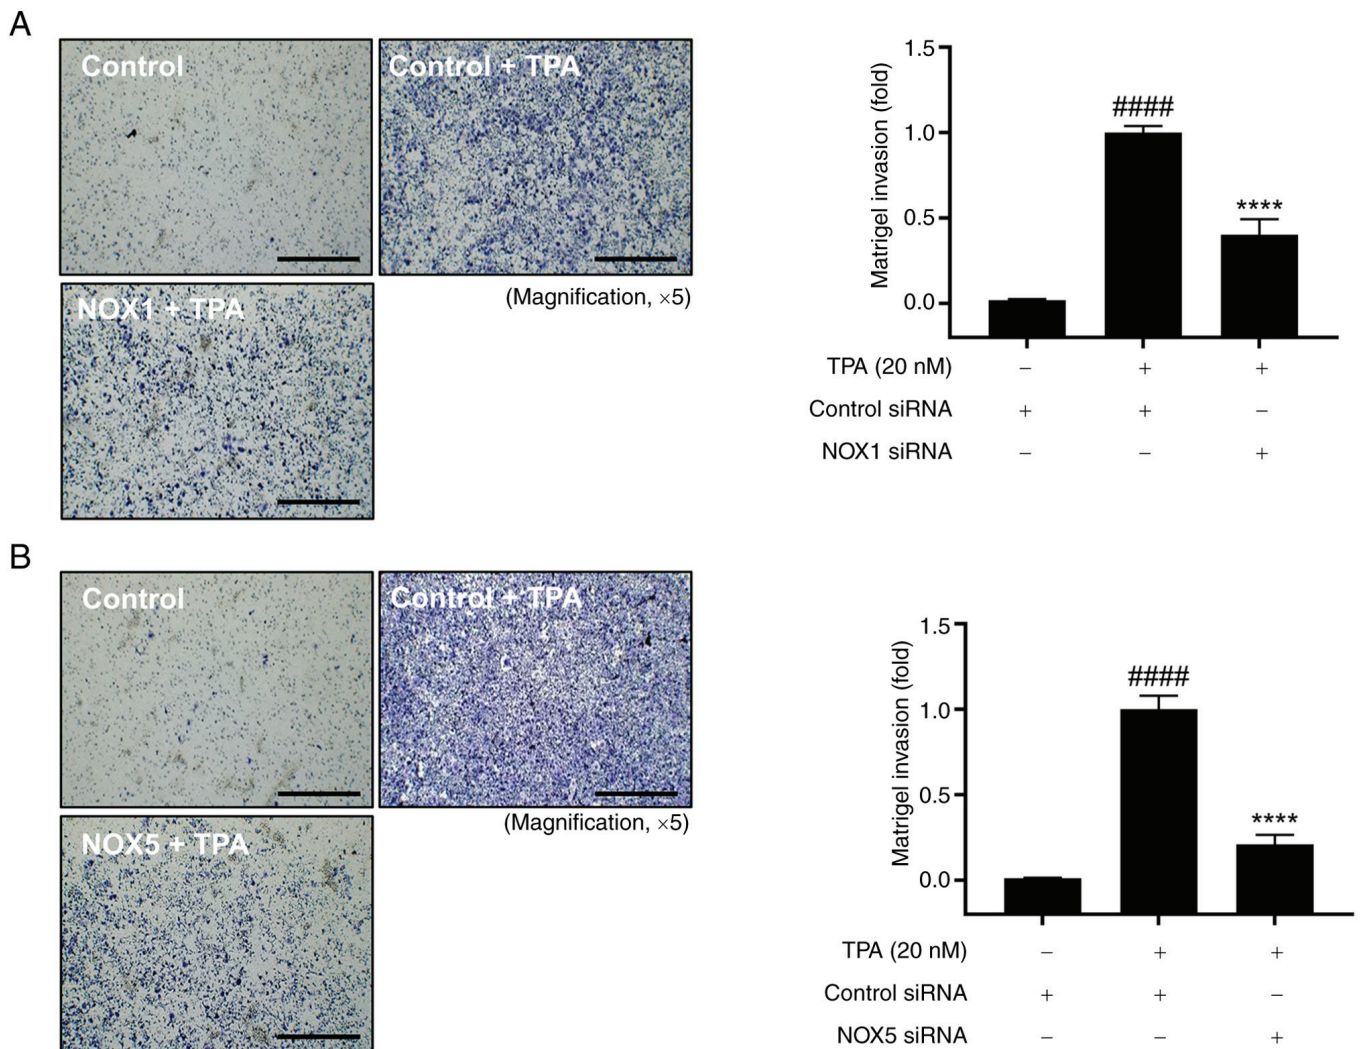 A
Control
Control + TPA
NOX1 + TPA
(Magnification, ×5)
1.5
1.0
0.5
0.0
Matrigel invasion (fold)
####
****
TPA (20 nM) − + +
Control siRNA + + −
NOX1 siRNA − − +
B
Control
Control + TPA
NOX5 + TPA
(Magnification, ×5)
1.5
1.0
0.5
0.0
Matrigel invasion (fold)
####
****
TPA (20 nM) − + +
Control siRNA + + −
NOX5 siRNA − − +